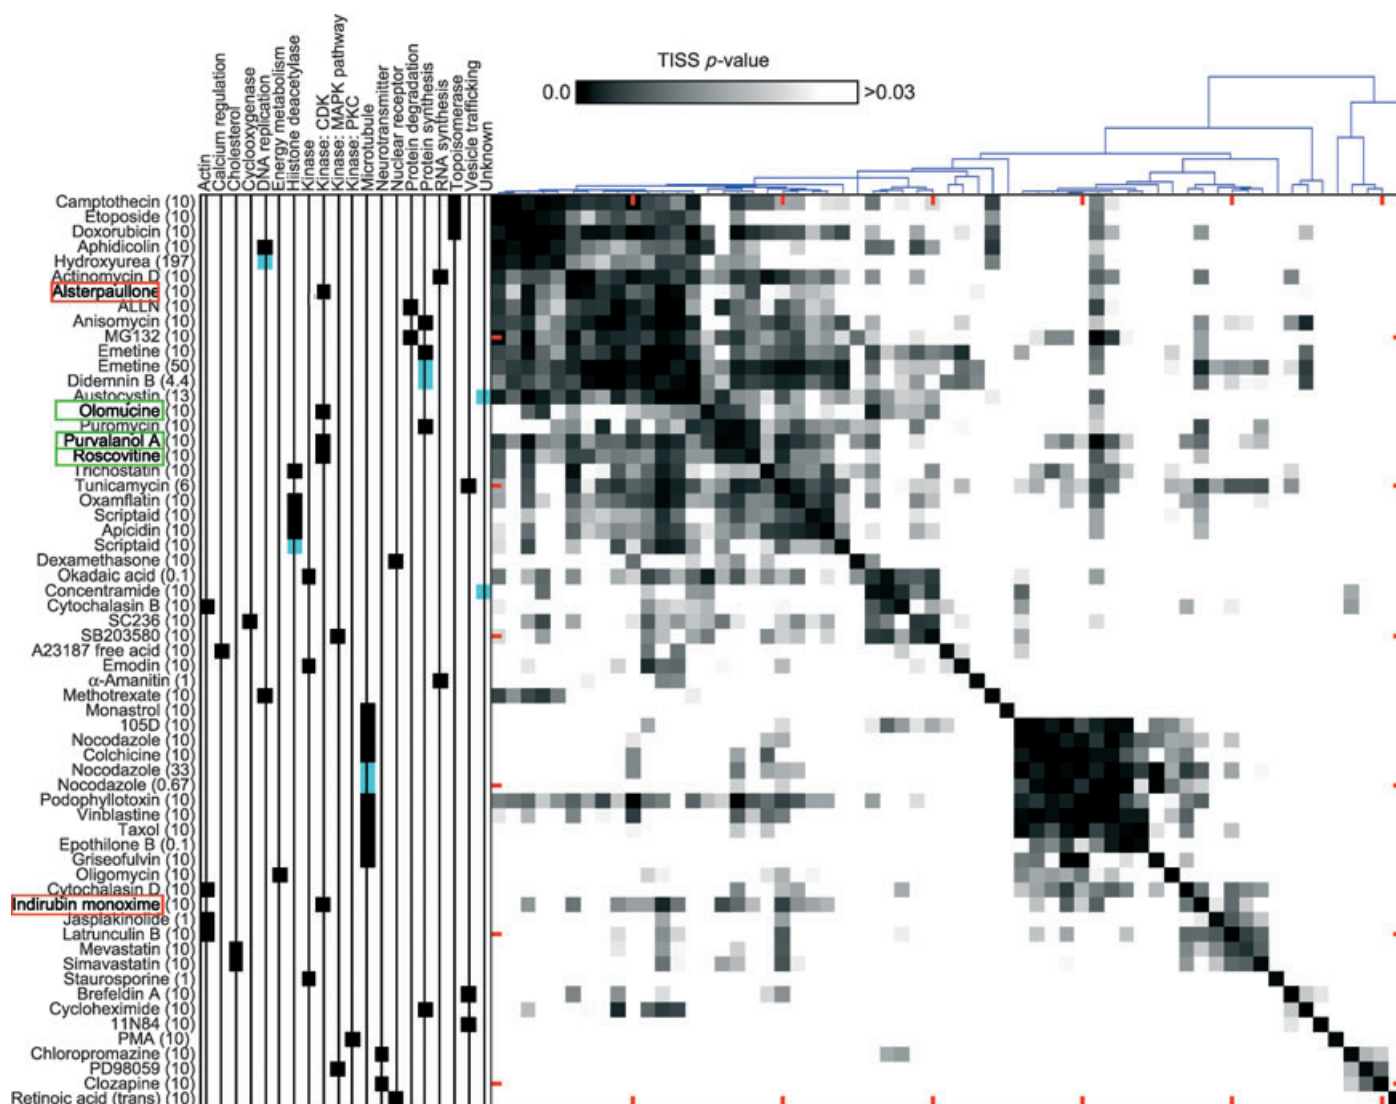 TISS p-value
0.0
>0.03
Actin
Calcium regulation
Cholesterol
Cyclooxygenase
DNA replication
Energy metabolism
Hiistone deacetylase
Kinase
Kinase: CDK
Kinase: MAPK pathway
Kinase: PKC
Microtubule
Neurotransmitter
Nuclear receptor
Protein degradation
Protein synthesis
RNA synthesis
Topoisomerase
Vesicle trafficking
Unknown
Camptothecin (10)
Etoposide (10)
Doxorubicin (10)
Aphidicolin (10)
Hydroxyurea (197)
Actinomycin D (10)
Alsterpaullone (10)
ALLN (10)
Anisomycin (10)
MG132 (10)
Emetine (10)
Emetine (50)
Didemnin B (4.4)
Austocystin (13)
Olomucine (10)
Puromycin (10)
Purvalanol A (10)
Roscovitine (10)
Trichostatin (10)
Tunicamycin (6)
Oxamflatin (10)
Scriptaid (10)
Apicidin (10)
Scriptaid (10)
Dexamethasone (10)
Okadaic acid (0.1)
Concentramide (10)
Cytochalasin B (10)
SC236 (10)
SB203580 (10)
A23187 free acid (10)
Emodin (10)
α-Amanitin (1)
Methotrexate (10)
Monastrol (10)
105D (10)
Nocodazole (10)
Colchicine (10)
Nocodazole (33)
Nocodazole (0.67)
Podophyllotoxin (10)
Vinblastine (10)
Taxol (10)
Epothilone B (0.1)
Griseofulvin (10)
Oligomycin (10)
Cytochalasin D (10)
Indirubin monoxime (10)
Jasplakinolide (1)
Latrunculin B (10)
Mevastatin (10)
Simavastatin (10)
Staurosporine (1)
Brefeldin A (10)
Cycloheximide (10)
11N84 (10)
PMA (10)
Chloropromazine (10)
PD98059 (10)
Clozapine (10)
Retinoic acid (trans) (10)